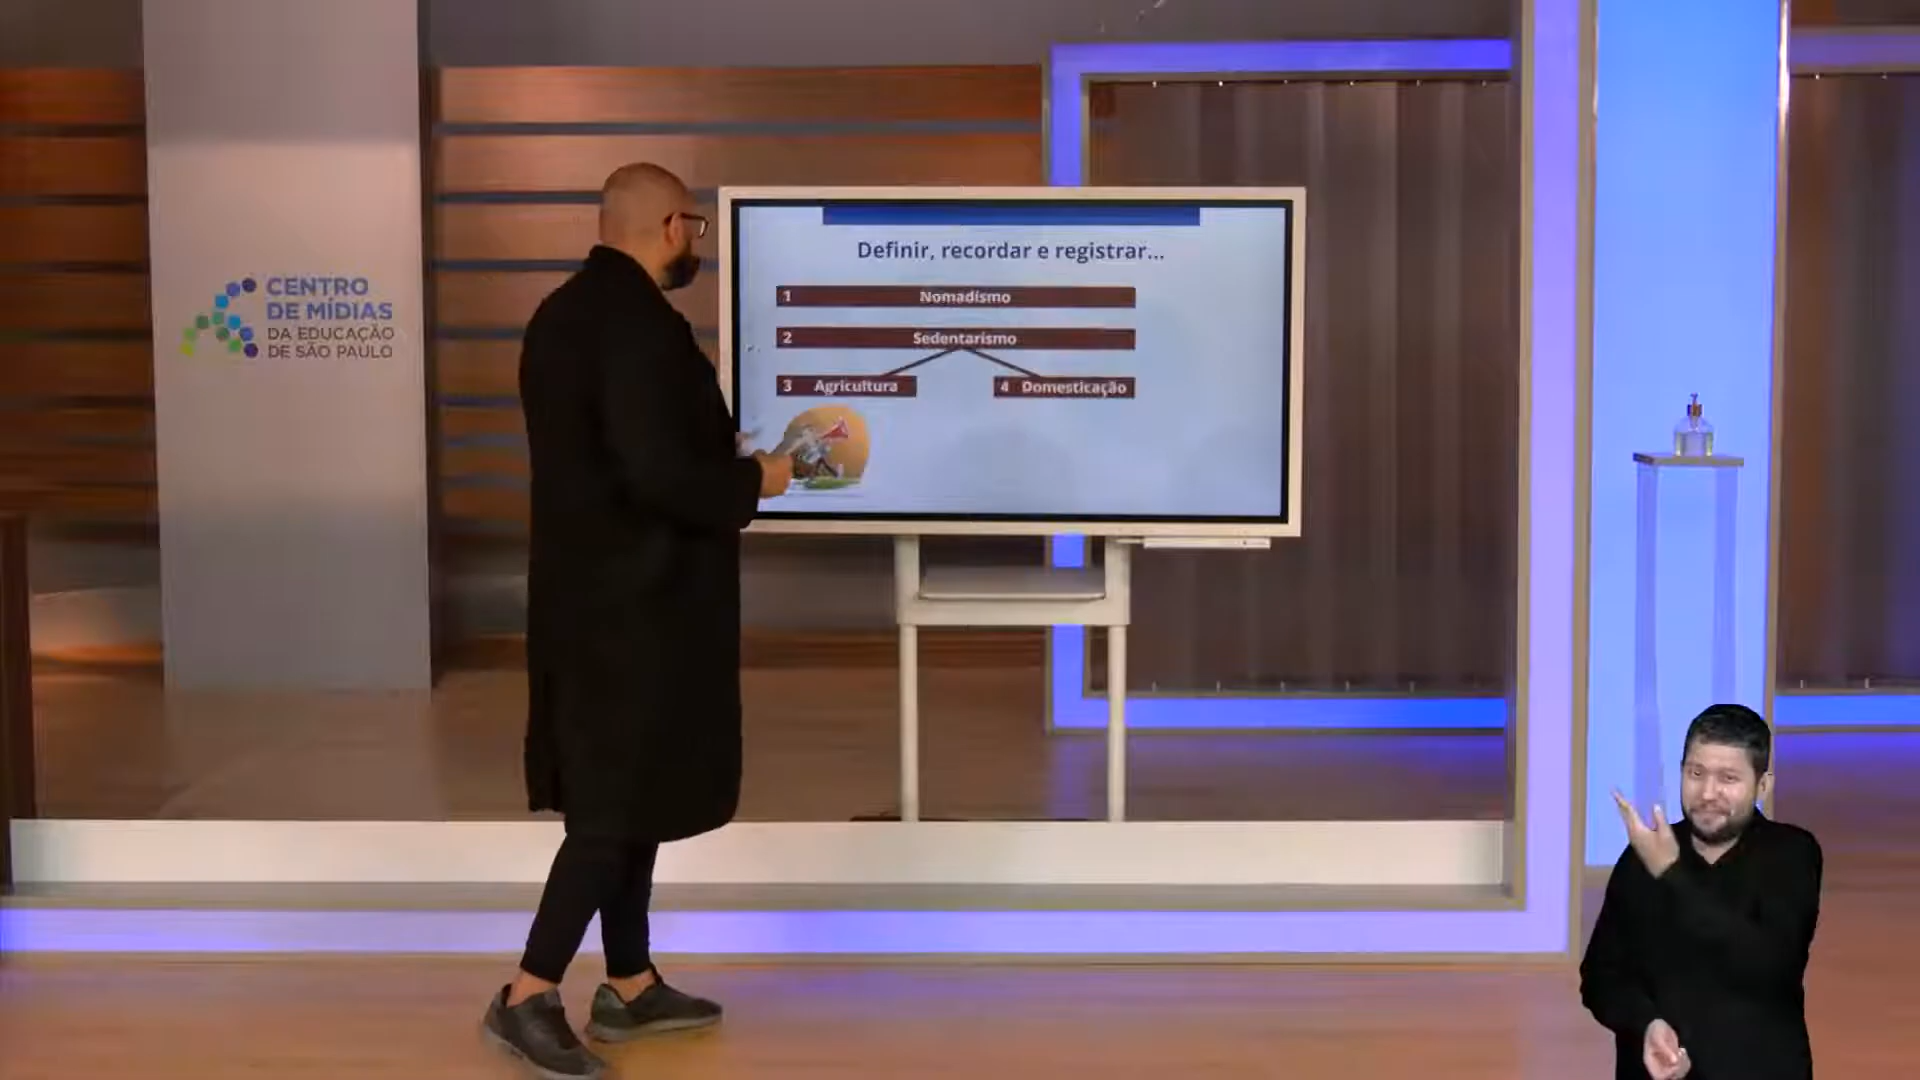 CENTRO
DE MÍDIAS
DA EDUCAÇÃO
DE SÃO PAULO
Definir, recordar e registrar...
1 Nomadismo
2 Sedentarismo
3 Agricultura
4 Domesticação